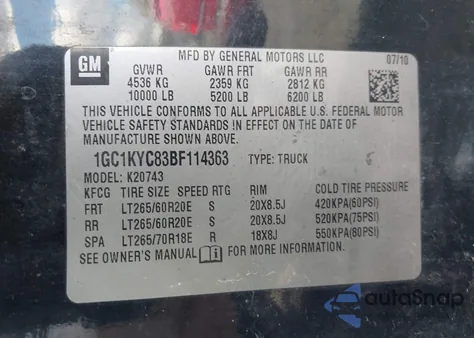 GM
MFD BY GENERAL MOTORS LLC
07/10
GVWR GAWR FRT GAWR RR
4536 KG 2359 KG 2812 KG
10000 LB 5200 LB 6200 LB
THIS VEHICLE CONFORMS TO ALL APPLICABLE U.S. FEDERAL MOTOR
VEHICLE SAFETY STANDARDS IN EFFECT ON THE DATE OF
MANUFACTURE SHOWN ABOVE.
1GC1KYC83BF114363 TYPE: TRUCK
MODEL: K20743
KFCG TIRE SIZE SPEED RTG RIM COLD TIRE PRESSURE
FRT LT265/60R20E S 20X8.5J 420KPA(60PSI)
RR LT265/60R20E S 20X8.5J 520KPA(75PSI)
SPA LT265/70R18E R 18X8J 550KPA(80PSI)
SEE OWNER'S MANUAL FOR MORE INFORMATION.
autoSnap